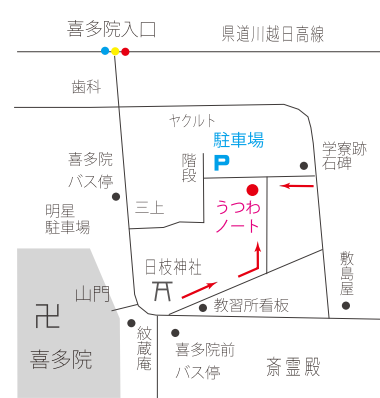 喜多院入口
県道川越日高線
歯科
ヤクルト
駐車場
P
階段
学寮跡
石碑
喜多院
バス停
三上
うつわ
ノート
明星
駐車場
日枝神社
敷島屋
山門
教習所看板
卍
喜多院
紋蔵庵
喜多院前
バス停
斎霊殿